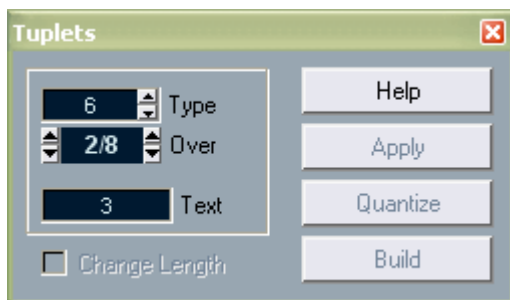 Tuplets
6 Type
2/8 Over
3 Text
Change Length
Help
Apply
Quantize
Build